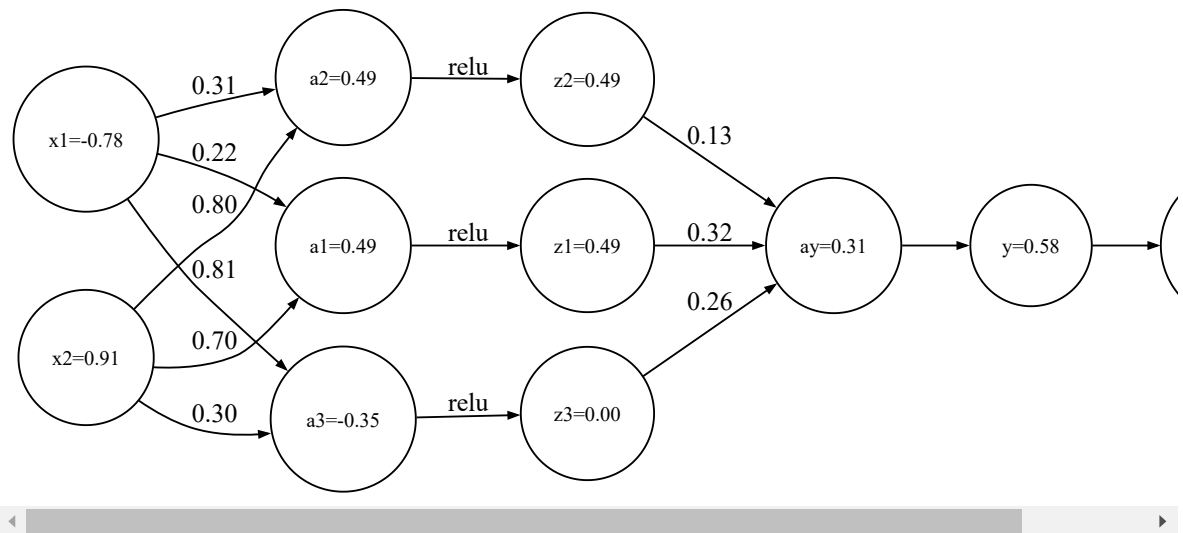 x1=-0.78
x2=0.91
0.31
0.22
0.80
0.81
0.70
0.30
a2=0.49
a1=0.49
a3=-0.35
relu
relu
relu
z2=0.49
z1=0.49
z3=0.00
0.13
0.32
0.26
ay=0.31
y=0.58